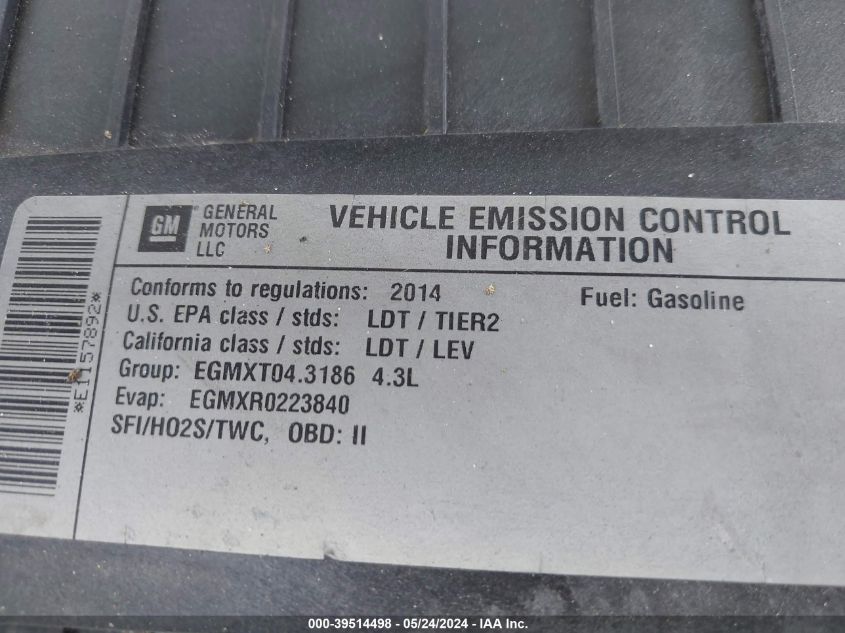 GM GENERAL MOTORS LLC
VEHICLE EMISSION CONTROL
INFORMATION
Conforms to regulations: 2014
Fuel: Gasoline
U.S. EPA class / stds: LDT / TIER2
California class / stds: LDT / LEV
Group: EGMXT04.3186 4.3L
Evap: EGMXR0223840
SFI/HO2S/TWC, OBD: II
*E1157892*
000-39514498 - 05/24/2024 - IAA Inc.